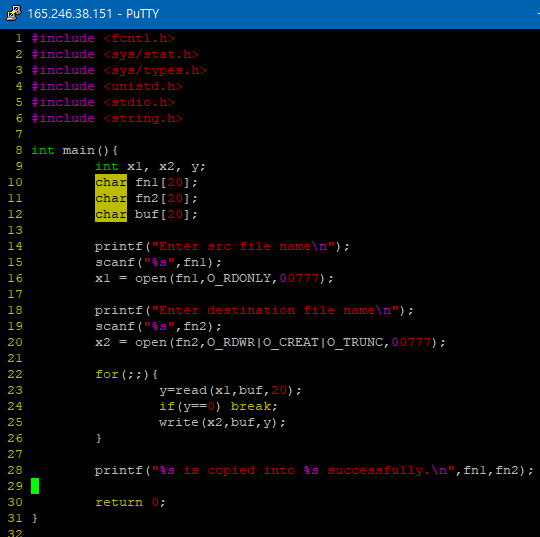 165.246.38.151 - PuTTY
1 #include <fcntl.h>
2 #include <sys/stat.h>
3 #include <sys/types.h>
4 #include <unistd.h>
5 #include <stdio.h>
6 #include <string.h>
7
8 int main(){
9         int x1, x2, y;
10         char fn1[20];
11         char fn2[20];
12         char buf[20];
13
14         printf("Enter src file name\n");
15         scanf("%s",fn1);
16         x1 = open(fn1,O_RDONLY,00777);
17
18         printf("Enter destination file name\n");
19         scanf("%s",fn2);
20         x2 = open(fn2,O_RDWR|O_CREAT|O_TRUNC,00777);
21
22         for(;;){
23                 y=read(x1,buf,20);
24                 if(y==0) break;
25                 write(x2,buf,y);
26         }
27
28         printf("%s is copied into %s successfully.\n",fn1,fn2);
29
30         return 0;
31 }
32